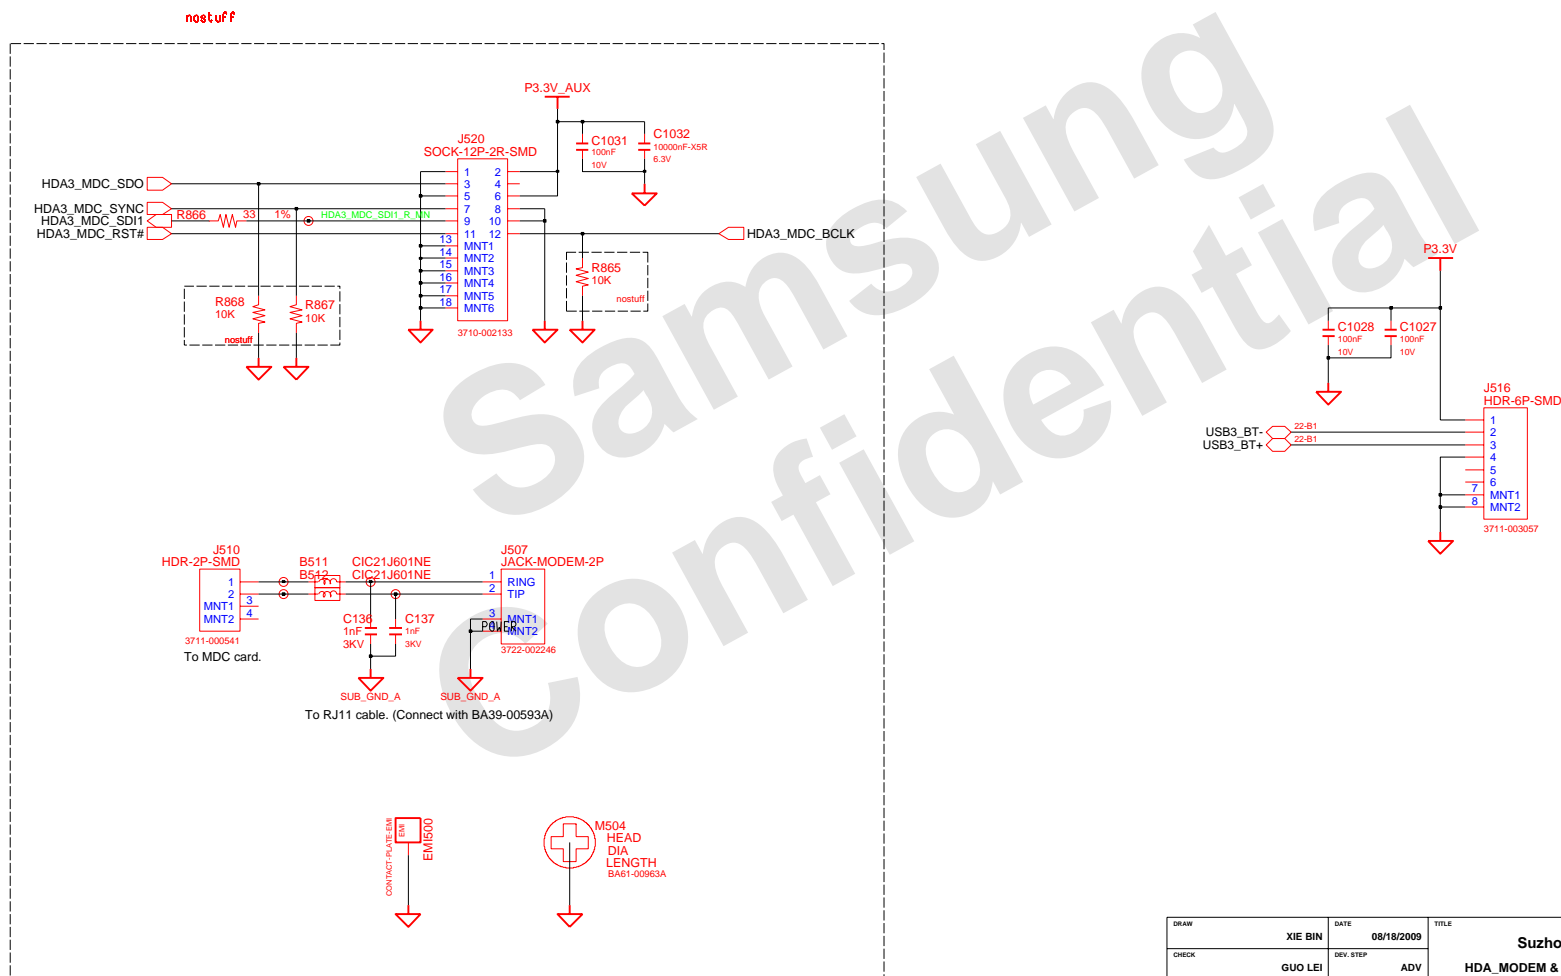 nostuff
P3.3V_AUX
J520
SOCK-12P-2R-SMD
C1031
100nF
10V
C1032
10000nF-X5R
6.3V
HDA3_MDC_SDO
HDA3_MDC_SYNC
HDA3_MDC_SDI1
HDA3_MDC_RST#
R866
33
1%
HDA3_MDC_SDI1_R_MN
1
3
5
7
9
11
13
14
15
16
17
18
MNT1
MNT2
MNT3
MNT4
MNT5
MNT6
2
4
6
8
10
12
3710-002133
HDA3_MDC_BCLK
R865
10K
nostuff
R868
10K
R867
10K
nostuff
Samsung
Confidential
P3.3V
C1028
100nF
10V
C1027
100nF
10V
J516
HDR-6P-SMD
USB3_BT-
22-B1
USB3_BT+
22-B1
1
2
3
4
5
6
7
MNT1
8
MNT2
3711-003057
J510
HDR-2P-SMD
1
2
MNT1
3
MNT2
4
3711-000541
To MDC card.
B511
CIC21J601NE
B512
CIC21J601NE
C136
1nF
3KV
C137
1nF
3KV
SUB_GND_A
J507
JACK-MODEM-2P
1
RING
2
TIP
3
MNT1
POWER
MNT2
3722-002246
SUB_GND_A
To RJ11 cable. (Connect with BA39-00593A)
CONTACT-PLATE-EMI
EMI
EMI500
M504
HEAD
DIA
LENGTH
BA61-00963A
DRAW
XIE BIN
DATE
08/18/2009
TITLE
Suzho
CHECK
GUO LEI
DEV. STEP
ADV
HDA_MODEM &